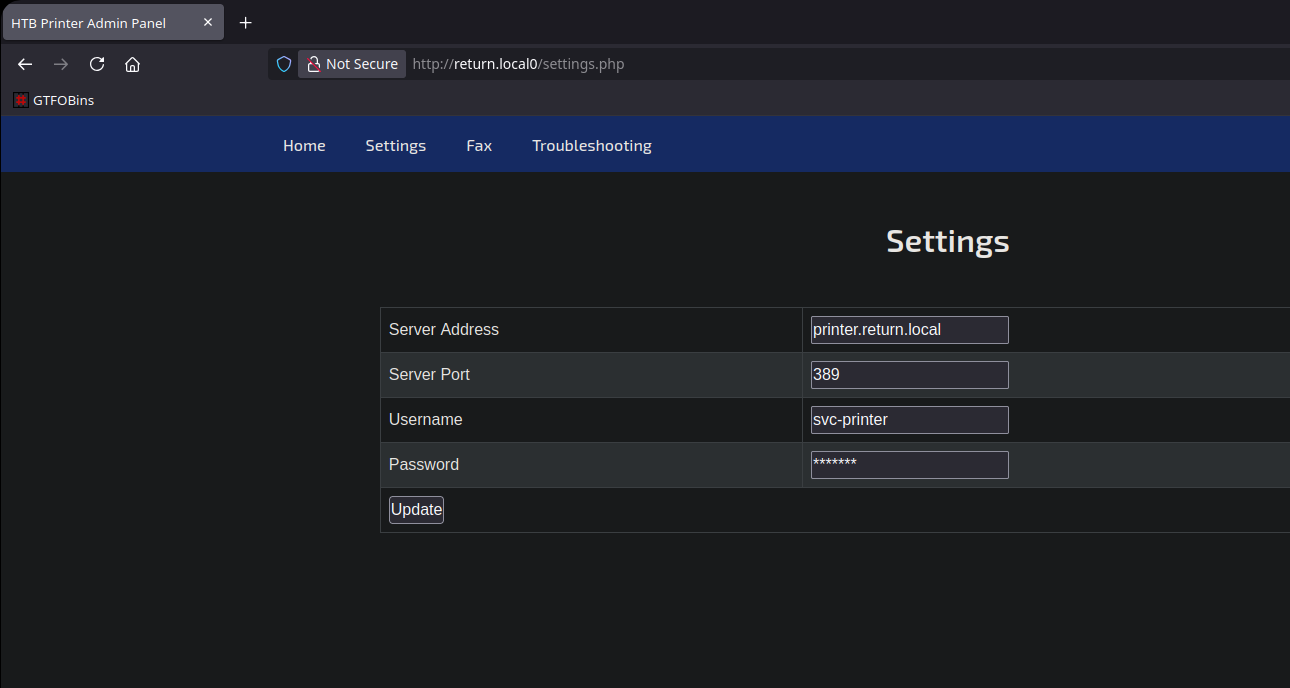 HTB Printer Admin Panel
Not Secure http://return.local0/settings.php
GTFOBins
Home Settings Fax Troubleshooting
Settings
Server Address printer.return.local
Server Port 389
Username svc-printer
Password *******
Update